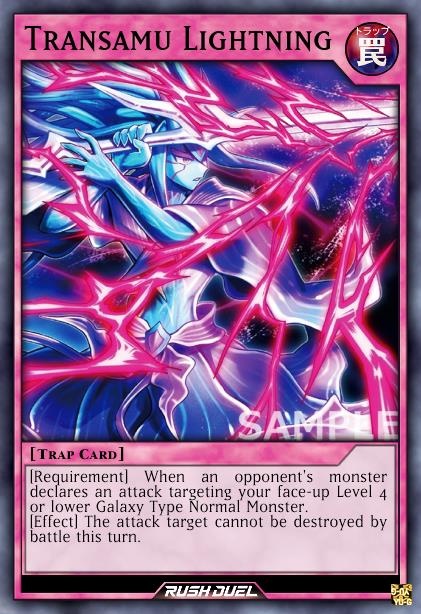 Transamu Lightning
トラップ
罠
SAMPLE
[Trap Card]
[Requirement] When an opponent's monster
declares an attack targeting your face-up Level 4
or lower Galaxy Type Normal Monster.
[Effect] The attack target cannot be destroyed by
battle this turn.
RUSH DUEL